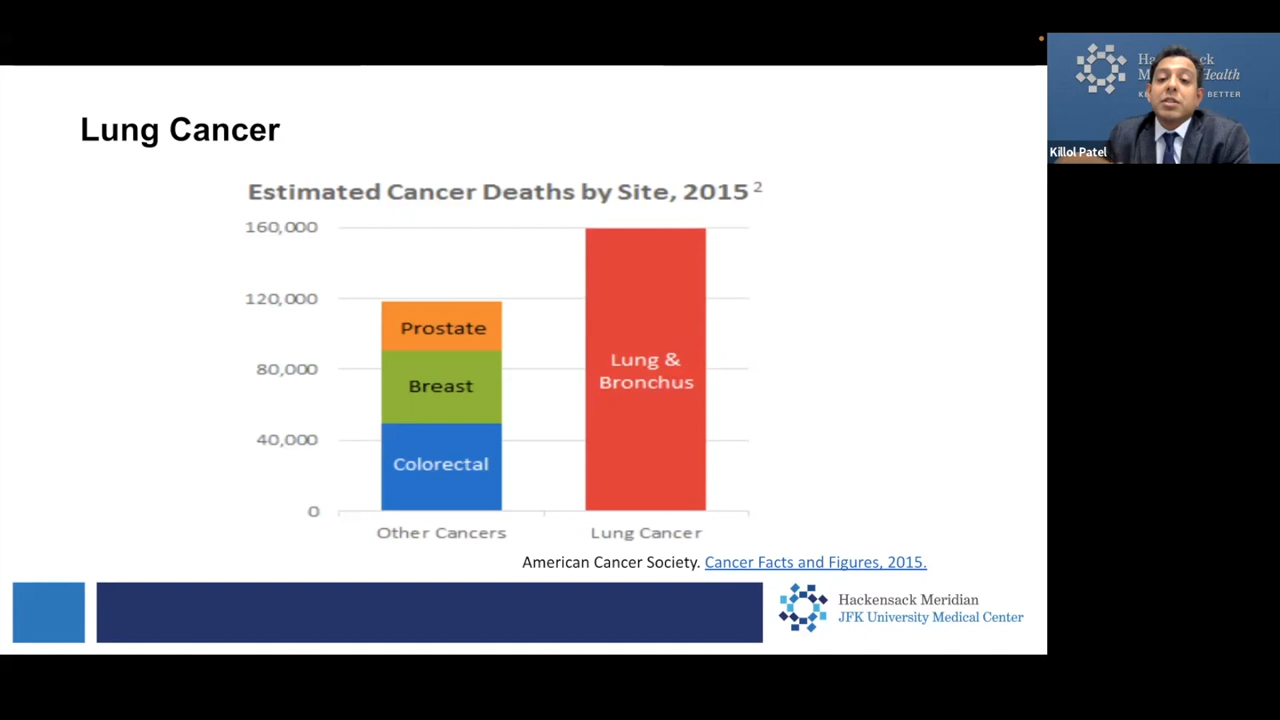 Lung Cancer
Estimated Cancer Deaths by Site, 2015 2
160,000
120,000
80,000
40,000
0
Prostate
Breast
Colorectal
Lung &
Bronchus
Other Cancers
Lung Cancer
American Cancer Society. Cancer Facts and Figures, 2015.
Hackensack Meridian
JFK University Medical Center
Health
BETTER
Killol Patel